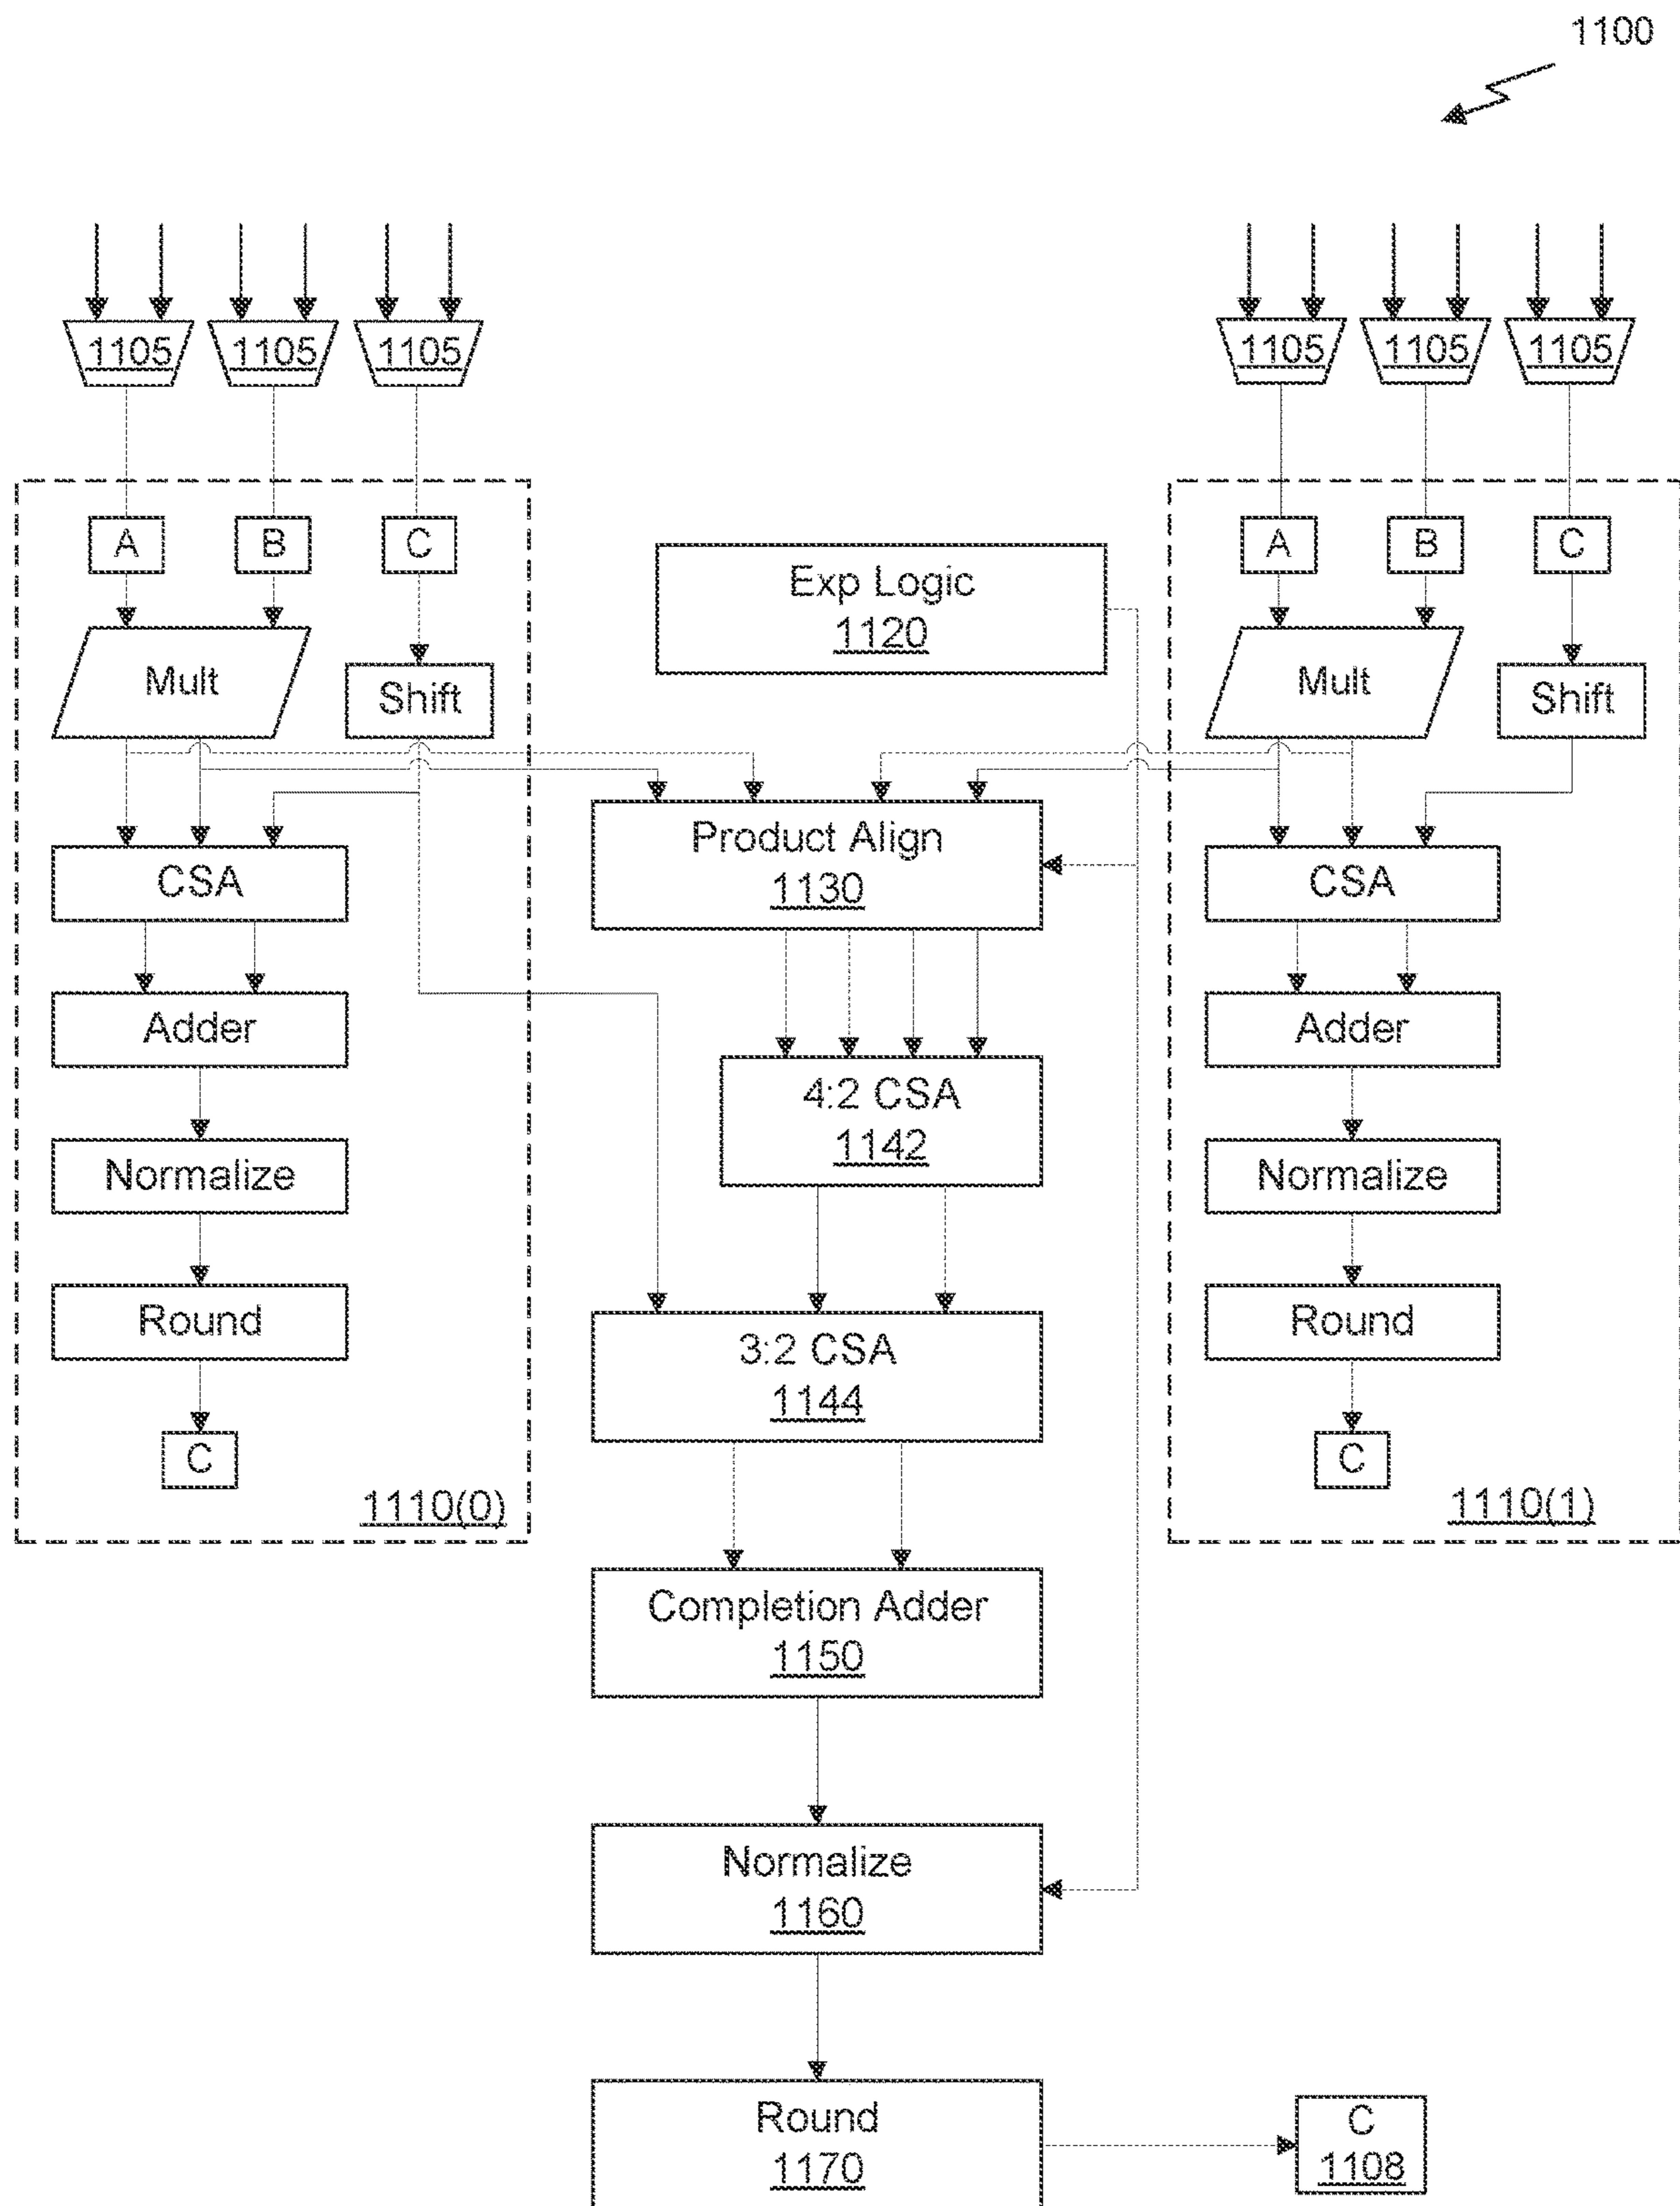 1100
1105 1105 1105 1105 1105 1105
A B C A B C
Exp Logic
1120
Mult Shift Mult Shift
Product Align
1130
CSA CSA
Adder Adder
4:2 CSA
1142
Normalize Normalize
Round Round
3:2 CSA
1144
C C
1110(0) 1110(1)
Completion Adder
1150
Normalize
1160
Round
1170
C
1108